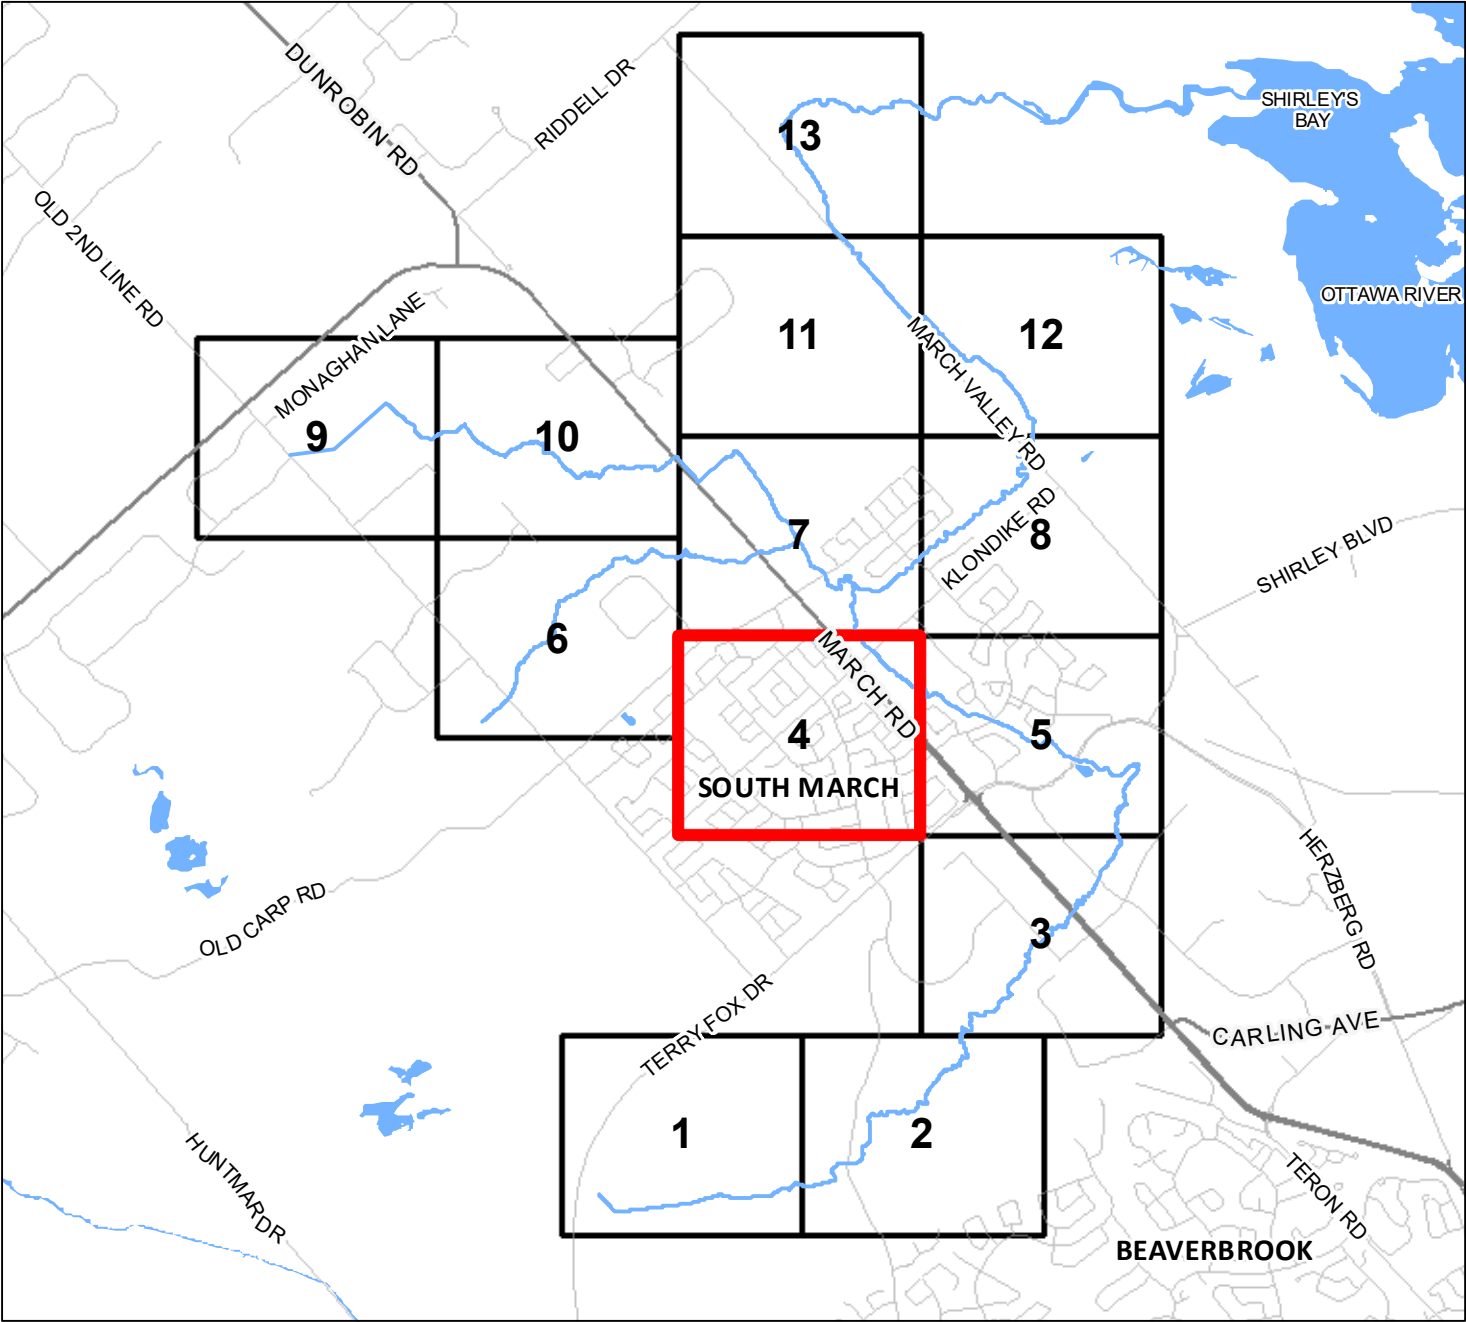 DUNROBIN RD
RIDDELL DR
SHIRLEY'S
BAY
13
OLD 2ND LINE RD
OTTAWA RIVER
MONAGHAN LANE
11
MARCH VALLEY RD
12
9
10
7
KLONDIKE RD
8
SHIRLEY BLVD
6
MARCH RD
4
5
SOUTH MARCH
HERZBERG RD
OLD CARP RD
3
TERRY FOX DR
CARLING AVE
1
2
HUNTMAR DR
TERON RD
BEAVERBROOK